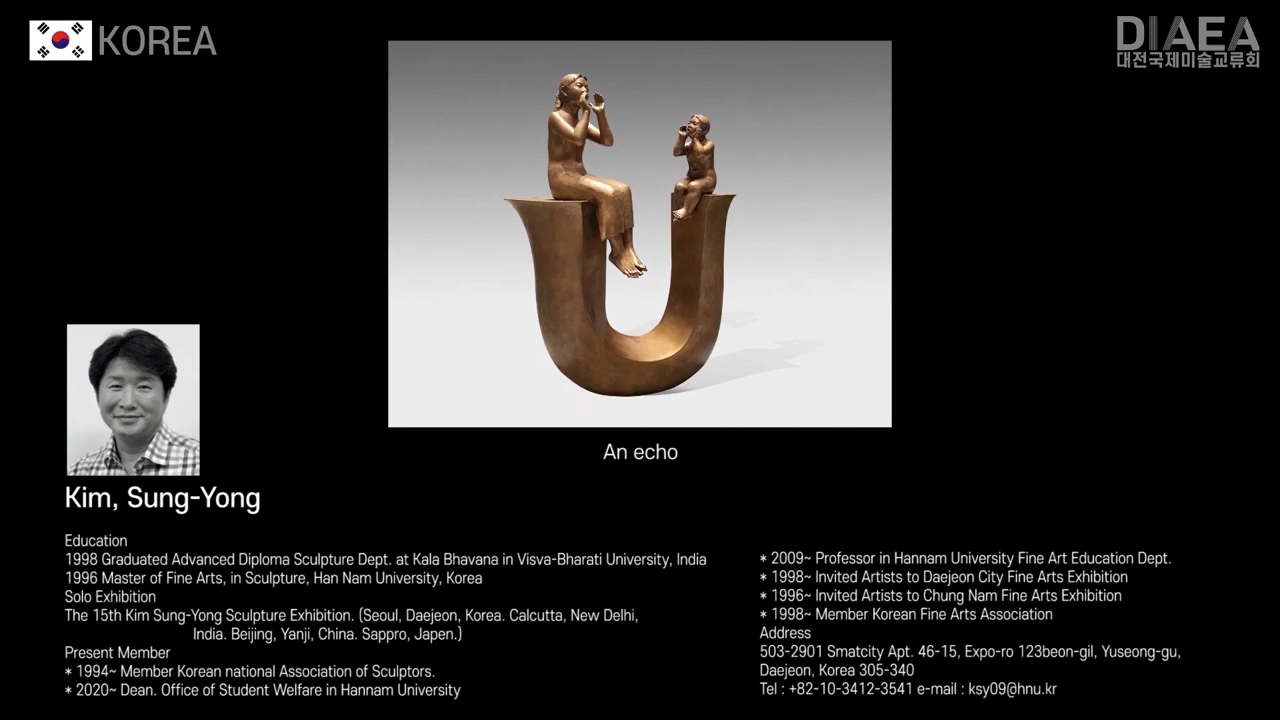 KOREA
DIAEA
대전국제미술교류회
An echo
Kim, Sung-Yong
Education
1998 Graduated Advanced Diploma Sculpture Dept. at Kala Bhavana in Visva-Bharati University, India
1996 Master of Fine Arts, in Sculpture, Han Nam University, Korea
Solo Exhibition
The 15th Kim Sung-Yong Sculpture Exhibition. (Seoul, Daejeon, Korea. Calcutta, New Delhi,
India. Beijing, Yanji, China. Sappro, Japen.)
Present Member
* 1994~ Member Korean national Association of Sculptors.
* 2020~ Dean. Office of Student Welfare in Hannam University
* 2009~ Professor in Hannam University Fine Art Education Dept.
* 1998~ Invited Artists to Daejeon City Fine Arts Exhibition
* 1996~ Invited Artists to Chung Nam Fine Arts Exhibition
* 1998~ Member Korean Fine Arts Association
Address
503-2901 Smatcity Apt. 46-15, Expo-ro 123beon-gil, Yuseong-gu,
Daejeon, Korea 305-340
Tel : +82-10-3412-3541 e-mail : ksy09@hnu.kr